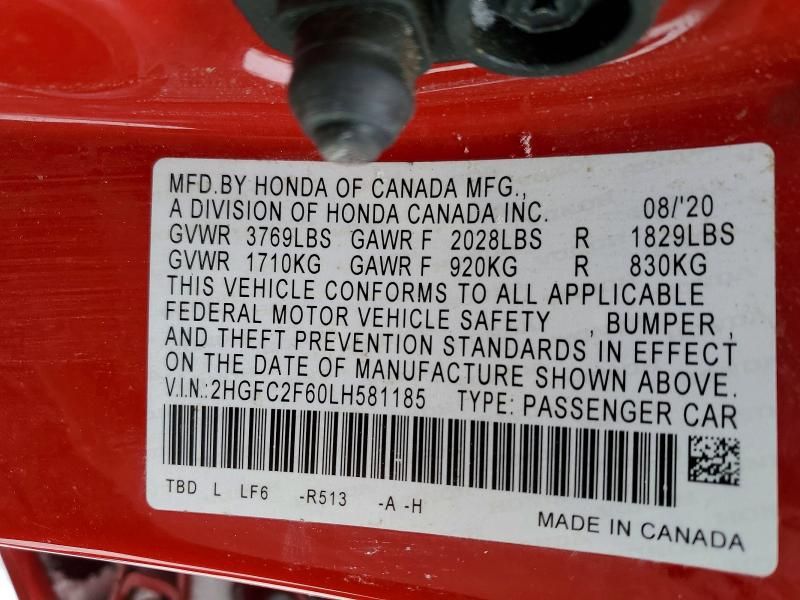 MFD.BY HONDA OF CANADA MFG.,
A DIVISION OF HONDA CANADA INC. 08/'20
GVWR 3769LBS GAWR F 2028LBS R 1829LBS
GVWR 1710KG GAWR F 920KG R 830KG
THIS VEHICLE CONFORMS TO ALL APPLICABLE
FEDERAL MOTOR VEHICLE SAFETY , BUMPER ,
AND THEFT PREVENTION STANDARDS IN EFFECT
ON THE DATE OF MANUFACTURE SHOWN ABOVE.
V.I.N.:2HGFC2F60LH581185 TYPE: PASSENGER CAR
TBD L LF6 -R513 -A -H
MADE IN CANADA